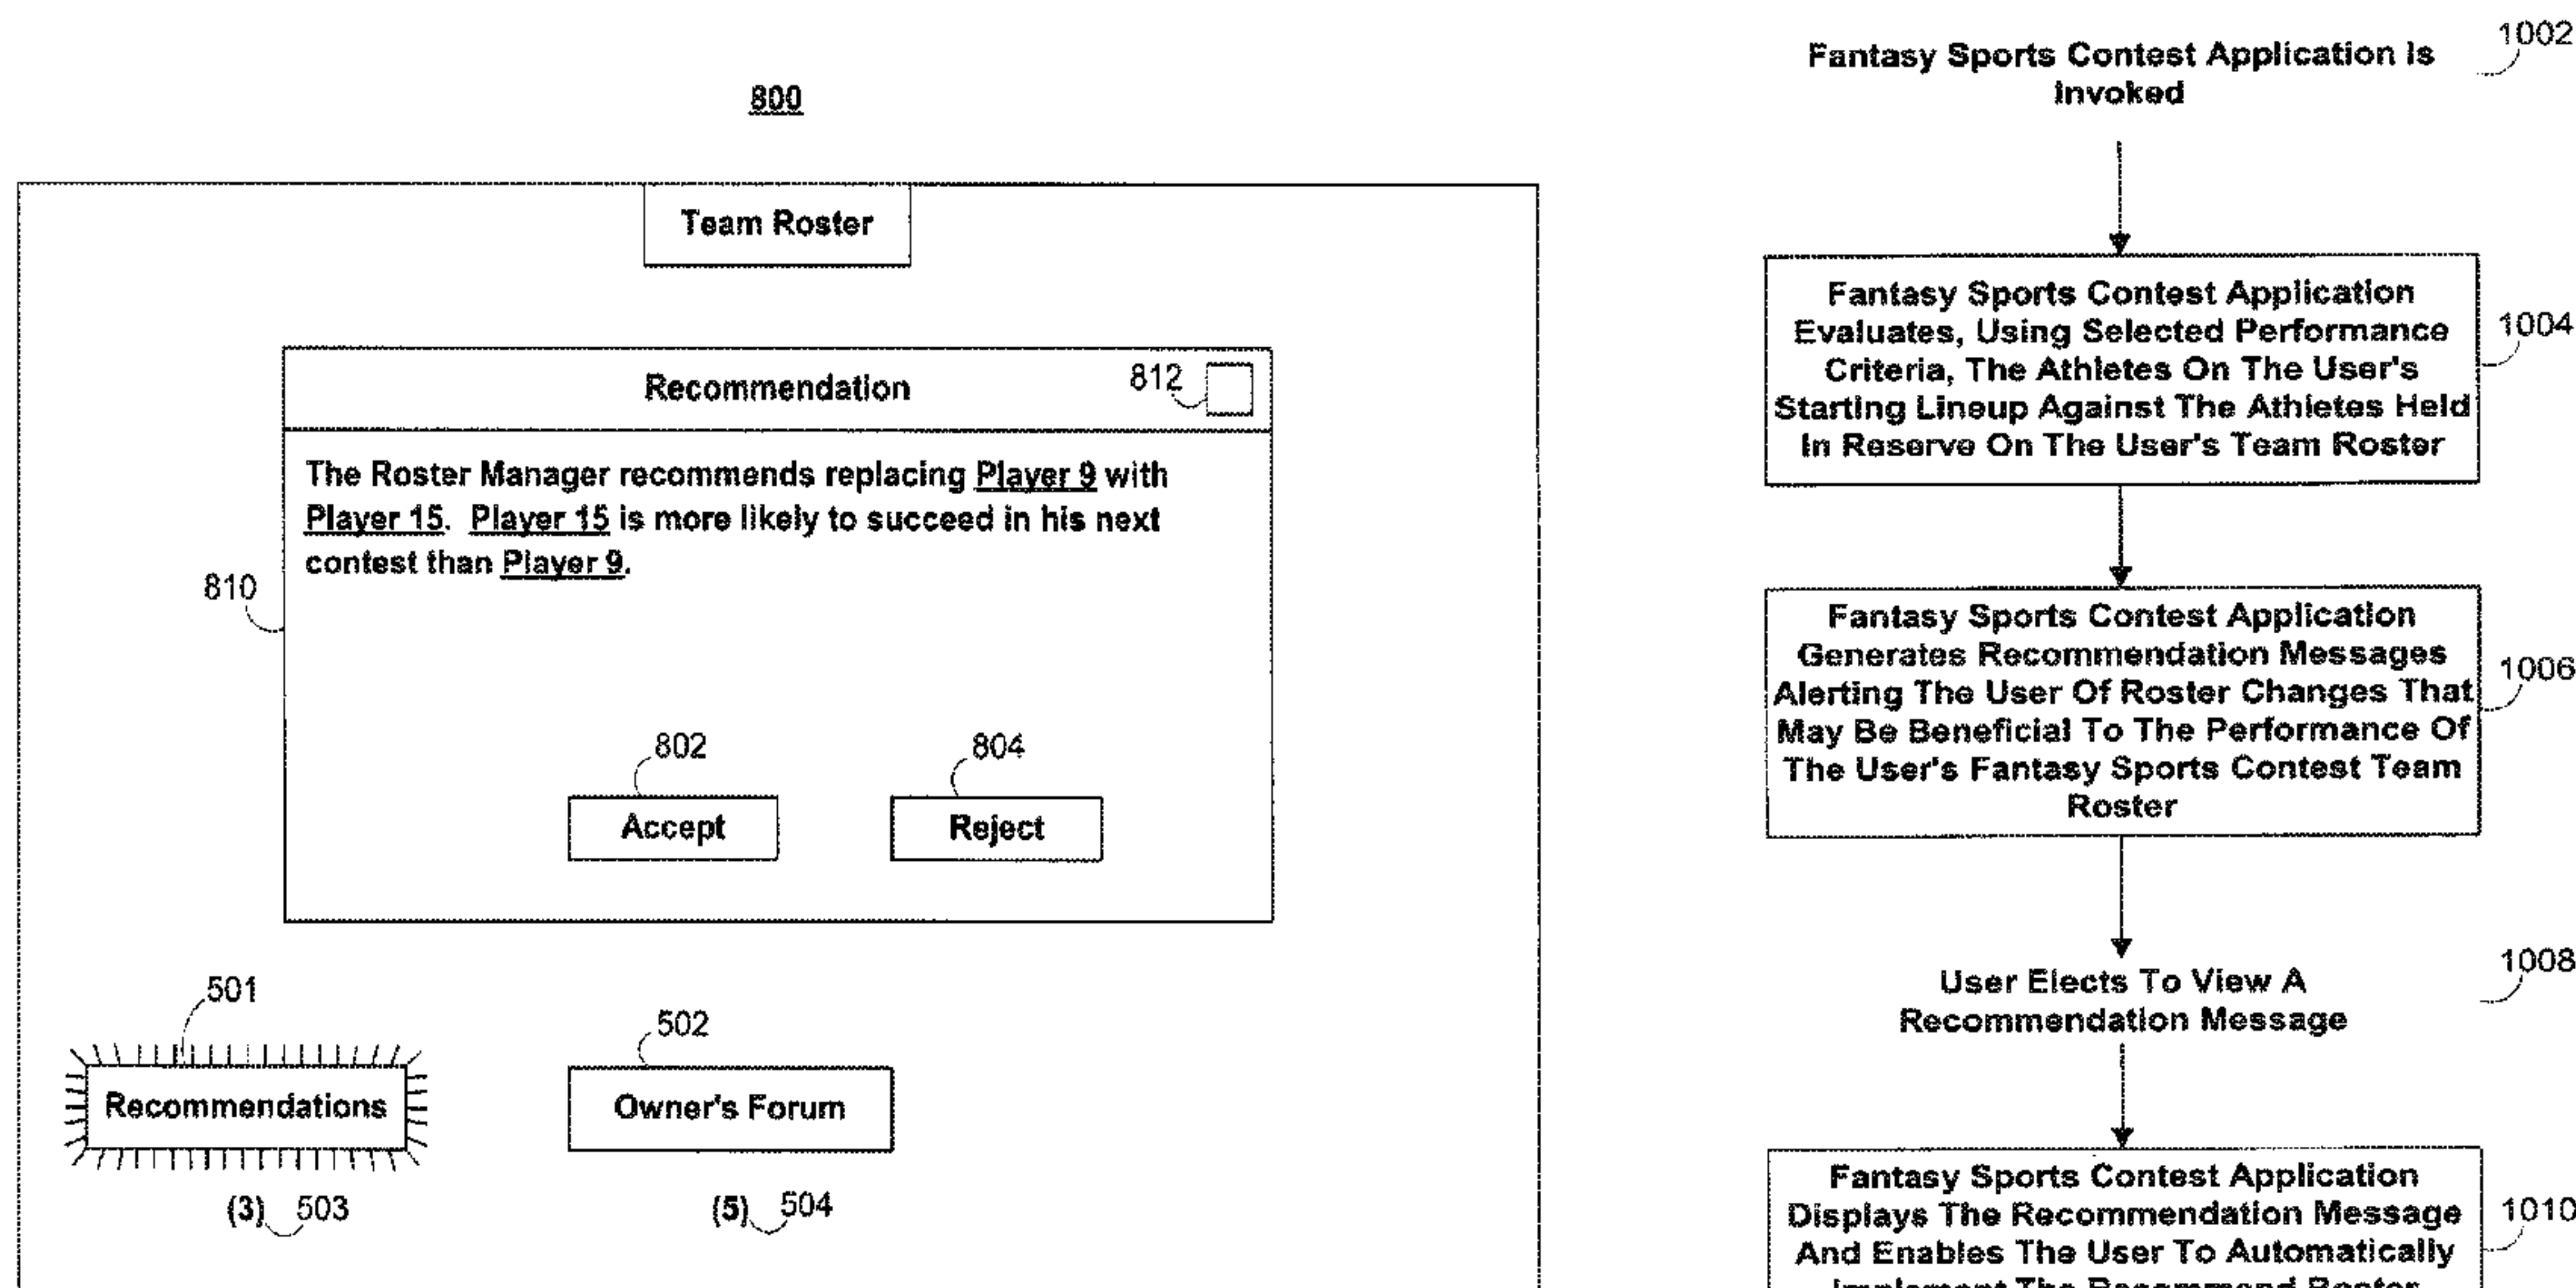 800
Team Roster
Recommendation
812
The Roster Manager recommends replacing Player 9 with
Player 15. Player 15 is more likely to succeed in his next
contest than Player 9.
810
802
804
Accept
Reject
501
502
Recommendations
Owner's Forum
(3) 503
(5) 504
1002
Fantasy Sports Contest Application Is
Invoked
Fantasy Sports Contest Application
Evaluates, Using Selected Performance
Criteria, The Athletes On The User's
Starting Lineup Against The Athletes Held
In Reserve On The User's Team Roster
1004
Fantasy Sports Contest Application
Generates Recommendation Messages
Alerting The User Of Roster Changes That
May Be Beneficial To The Performance Of
The User's Fantasy Sports Contest Team
Roster
1006
User Elects To View A
Recommendation Message
1008
Fantasy Sports Contest Application
Displays The Recommendation Message
And Enables The User To Automatically
Implement The Recommend Roster
1010